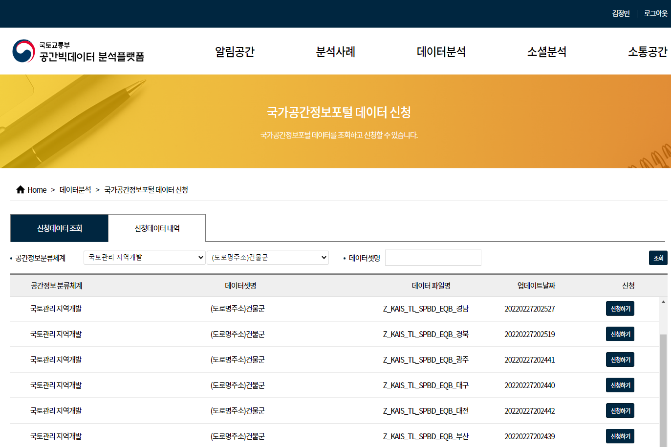 김정민 로그아웃
국토교통부
공간빅데이터 분석플랫폼
알림공간 분석사례 데이터분석 소셜분석 소통공간
국가공간정보포털 데이터 신청
국가공간정보포털 데이터를 조회하고 신청할 수 있습니다.
Home > 데이터분석 > 국가공간정보포털 데이터 신청
신청데이터 조회 신청데이터 내역
• 공간정보분류체계 국토관리 지역개발 (도로명주소)건물군 • 데이터셋명 조회
공간정보 분류체계 데이터셋명 데이터 파일명 업데이트날짜 신청
국토관리 지역개발 (도로명주소)건물군 Z_KAIS_TL_SPBD_EQB_경남 20220227202527 신청하기
국토관리 지역개발 (도로명주소)건물군 Z_KAIS_TL_SPBD_EQB_경북 20220227202519 신청하기
국토관리 지역개발 (도로명주소)건물군 Z_KAIS_TL_SPBD_EQB_광주 20220227202441 신청하기
국토관리 지역개발 (도로명주소)건물군 Z_KAIS_TL_SPBD_EQB_대구 20220227202440 신청하기
국토관리 지역개발 (도로명주소)건물군 Z_KAIS_TL_SPBD_EQB_대전 20220227202442 신청하기
국토관리 지역개발 (도로명주소)건물군 Z_KAIS_TL_SPBD_EQB_부산 20220227202439 신청하기